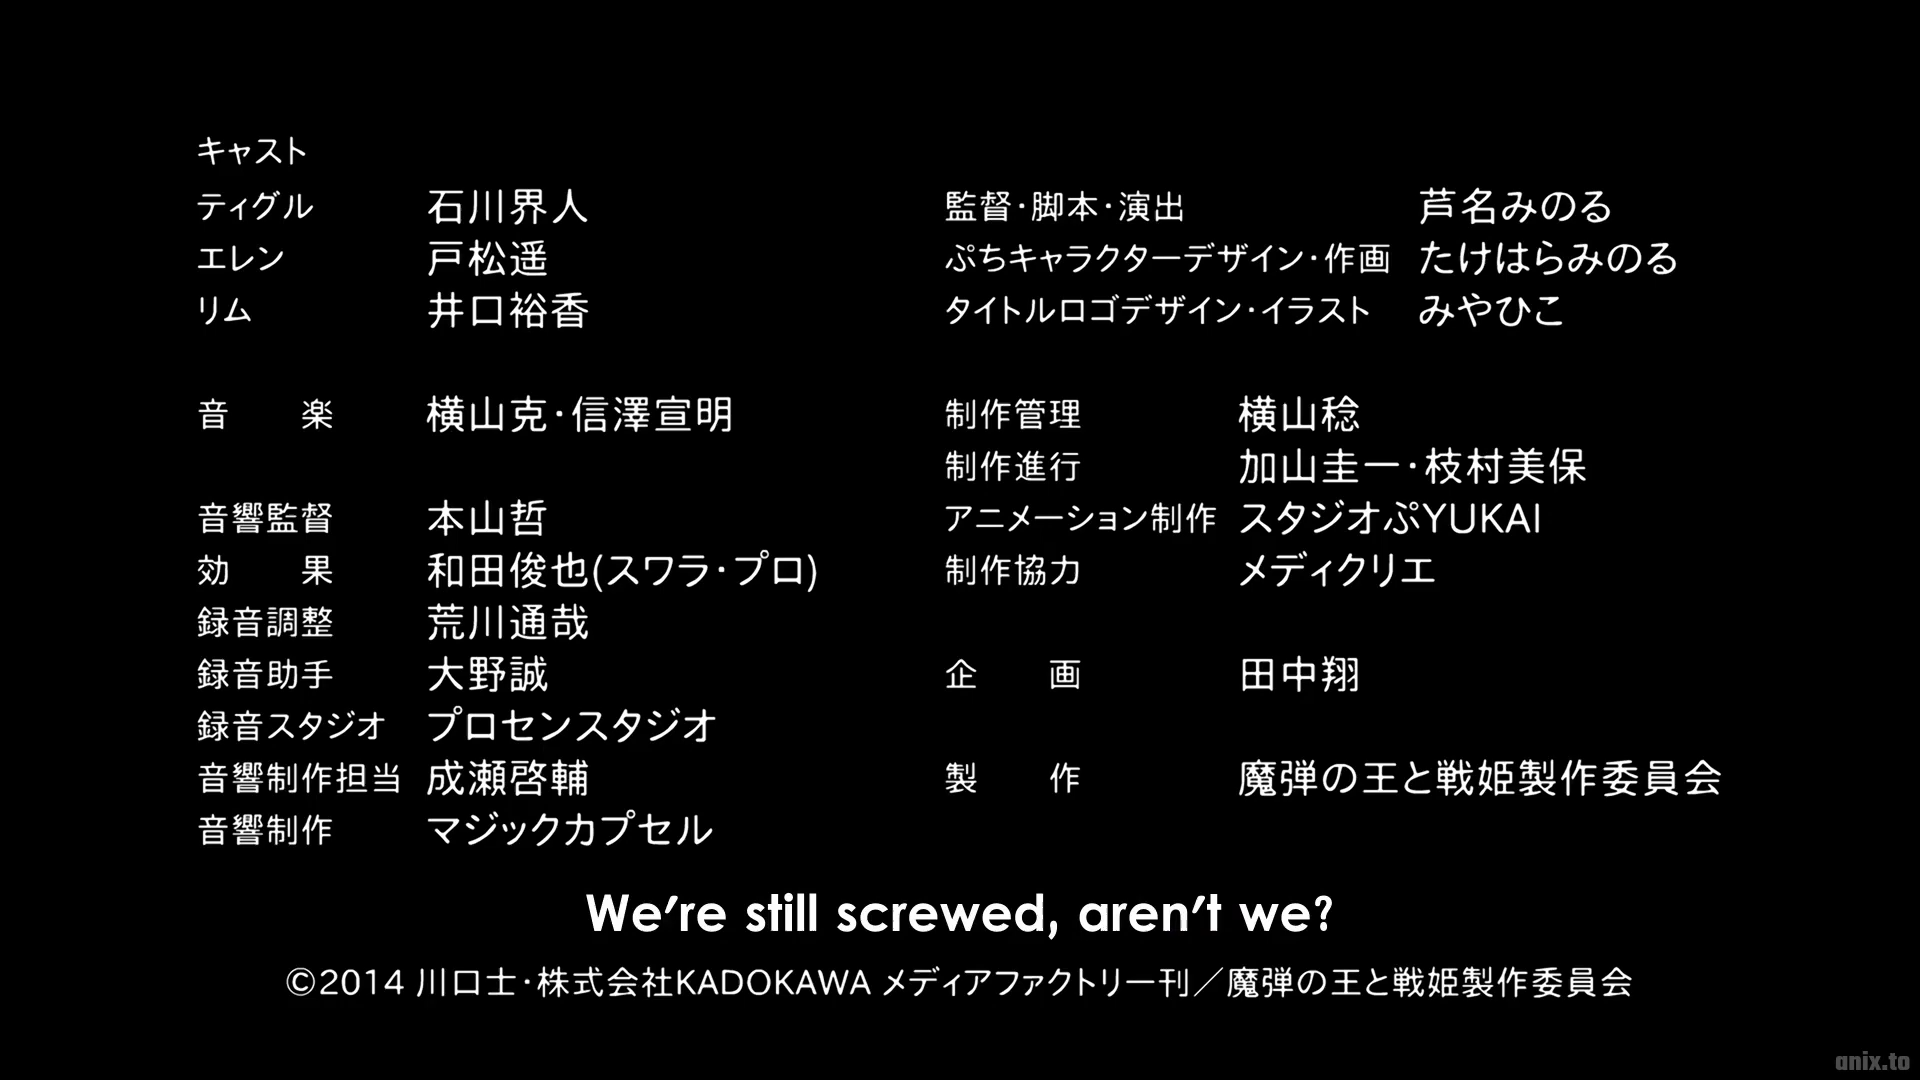 キャスト
ティグル 石川界人
エレン 戸松遥
リム 井口裕香
音楽 横山克・信澤宣明
音響監督 本山哲
効果 和田俊也(スワラ・プロ)
録音調整 荒川通哉
録音助手 大野誠
録音スタジオ プロセンスタジオ
音響制作担当 成瀬啓輔
音響制作 マジックカプセル
監督・脚本・演出 芦名みのる
ぷちキャラクターデザイン・作画 たけはらみのる
タイトルロゴデザイン・イラスト みやひこ
制作管理 横山稔
制作進行 加山圭一・枝村美保
アニメーション制作 スタジオぷYUKAI
制作協力 メディクリエ
企画 田中翔
製作 魔弾の王と戦姫製作委員会
We're still screwed, aren't we?
©2014 川口士・株式会社KADOKAWA メディアファクトリー刊／魔弾の王と戦姫製作委員会
anix.to